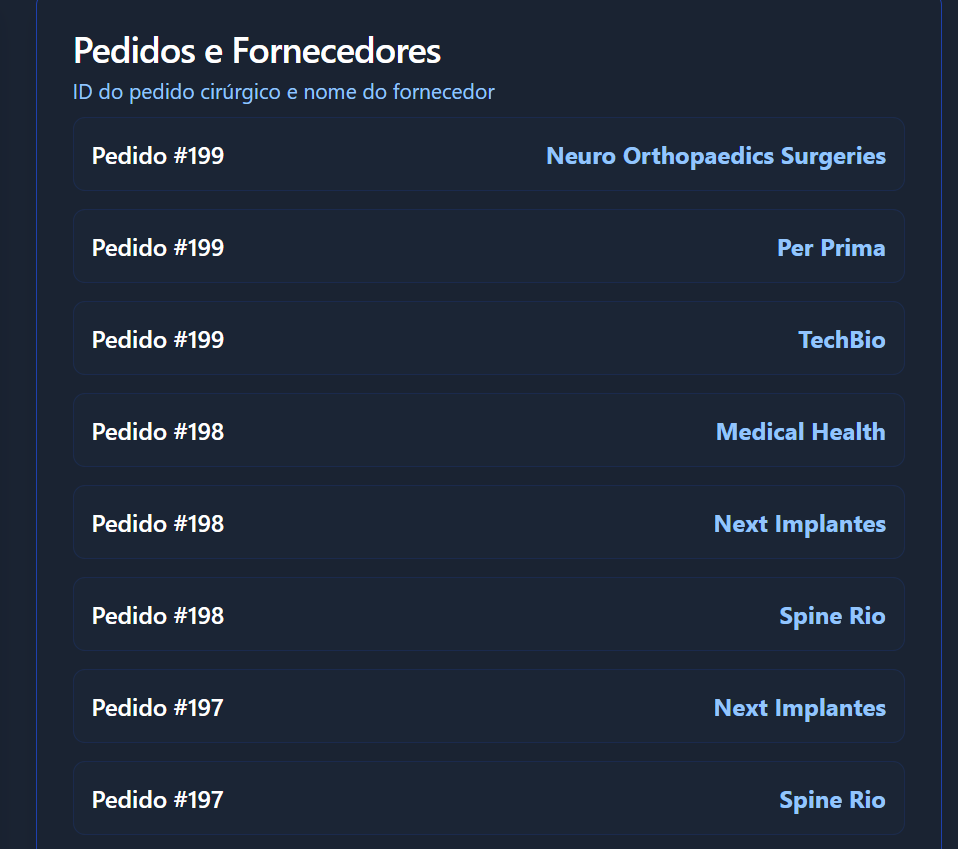 Pedidos e Fornecedores
ID do pedido cirúrgico e nome do fornecedor
Pedido #199 Neuro Orthopaedics Surgeries
Pedido #199 Per Prima
Pedido #199 TechBio
Pedido #198 Medical Health
Pedido #198 Next Implantes
Pedido #198 Spine Rio
Pedido #197 Next Implantes
Pedido #197 Spine Rio